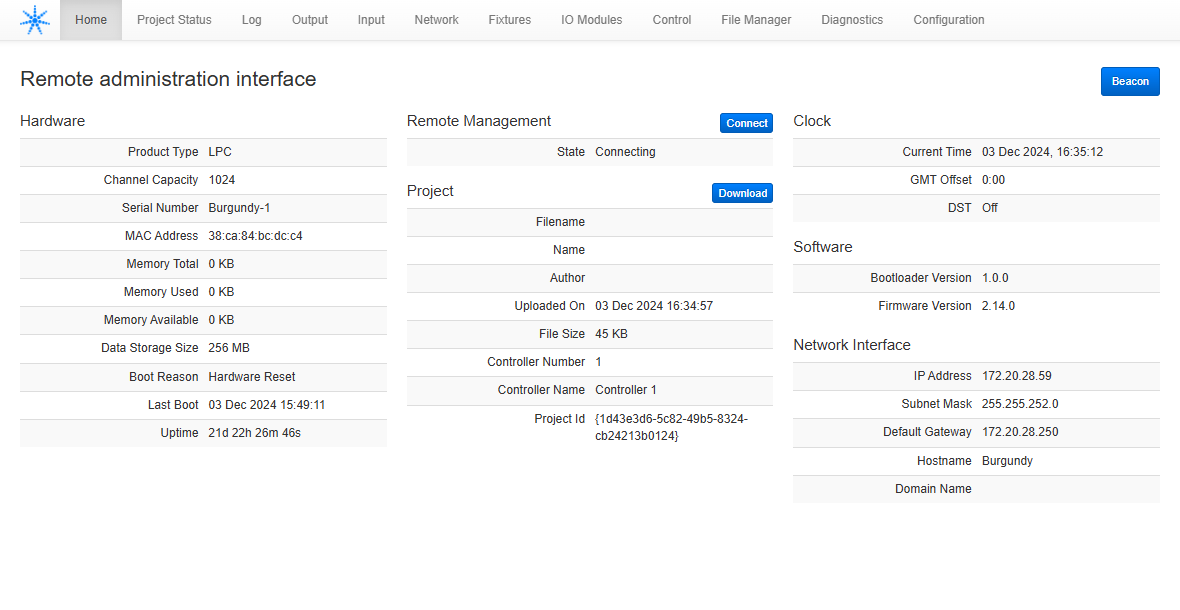 Home Project Status Log Output Input Network Fixtures IO Modules Control File Manager Diagnostics Configuration
Remote administration interface
Beacon
Hardware
Product Type LPC
Channel Capacity 1024
Serial Number Burgundy-1
MAC Address 38:ca:84:bc:dc:c4
Memory Total 0 KB
Memory Used 0 KB
Memory Available 0 KB
Data Storage Size 256 MB
Boot Reason Hardware Reset
Last Boot 03 Dec 2024 15:49:11
Uptime 21d 22h 26m 46s
Remote Management Connect
State Connecting
Project Download
Filename
Name
Author
Uploaded On 03 Dec 2024 16:34:57
File Size 45 KB
Controller Number 1
Controller Name Controller 1
Project Id {1d43e3d6-5c82-49b5-8324-
cb24213b0124}
Clock
Current Time 03 Dec 2024, 16:35:12
GMT Offset 0:00
DST Off
Software
Bootloader Version 1.0.0
Firmware Version 2.14.0
Network Interface
IP Address 172.20.28.59
Subnet Mask 255.255.252.0
Default Gateway 172.20.28.250
Hostname Burgundy
Domain Name